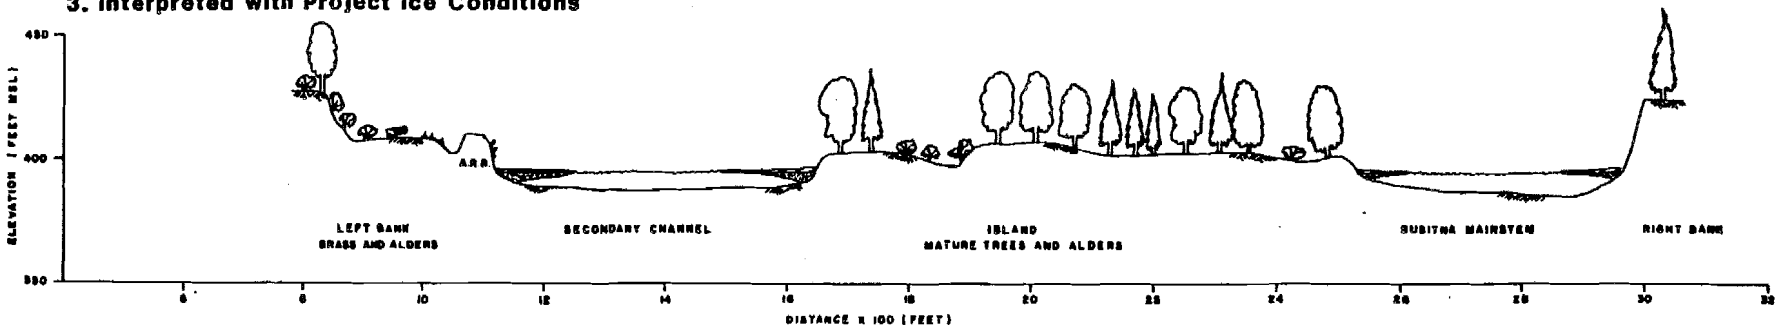 3. Interpreted with Project Ice Conditions
450
400
350
ELEVATION (FEET MSL)
A.R.R.
LEFT BANK
GRASS AND ALDERS
SECONDARY CHANNEL
ISLAND
MATURE TREES AND ALDERS
SUSITNA MAINSTEM
RIGHT BANK
6 8 10 12 14 16 18 20 22 24 26 28 30 32
DISTANCE X 100 (FEET)